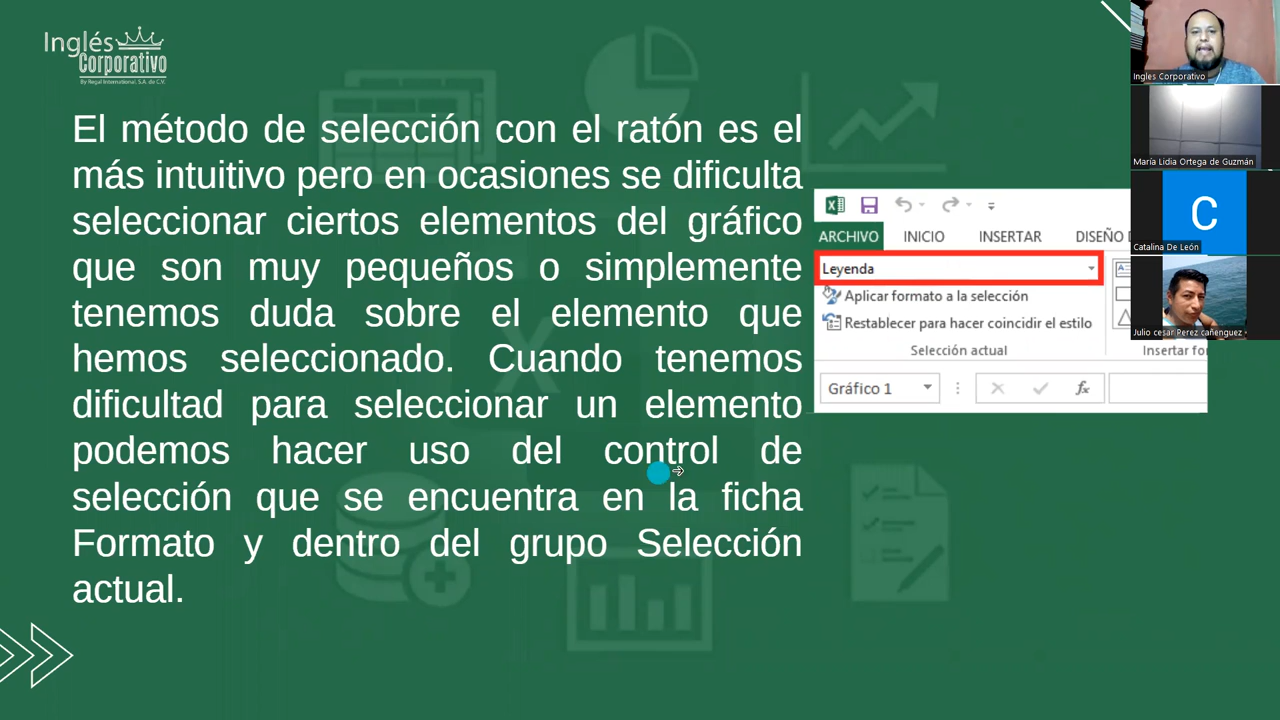 Inglés
Corporativo
By Regal International, S.A. de C.V.
El método de selección con el ratón es el
más intuitivo pero en ocasiones se dificulta
seleccionar ciertos elementos del gráfico
que son muy pequeños o simplemente
tenemos duda sobre el elemento que
hemos seleccionado. Cuando tenemos
dificultad para seleccionar un elemento
podemos hacer uso del control de
selección que se encuentra en la ficha
Formato y dentro del grupo Selección
actual.
ARCHIVO INICIO INSERTAR DISEÑO
Leyenda
Aplicar formato a la selección
Restablecer para hacer coincidir el estilo
Selección actual
Insertar for
Gráfico 1
fx
Ingles Corporativo
María Lidia Ortega de Guzmán
C
Catalina De León
Julio cesar Perez cañenguez